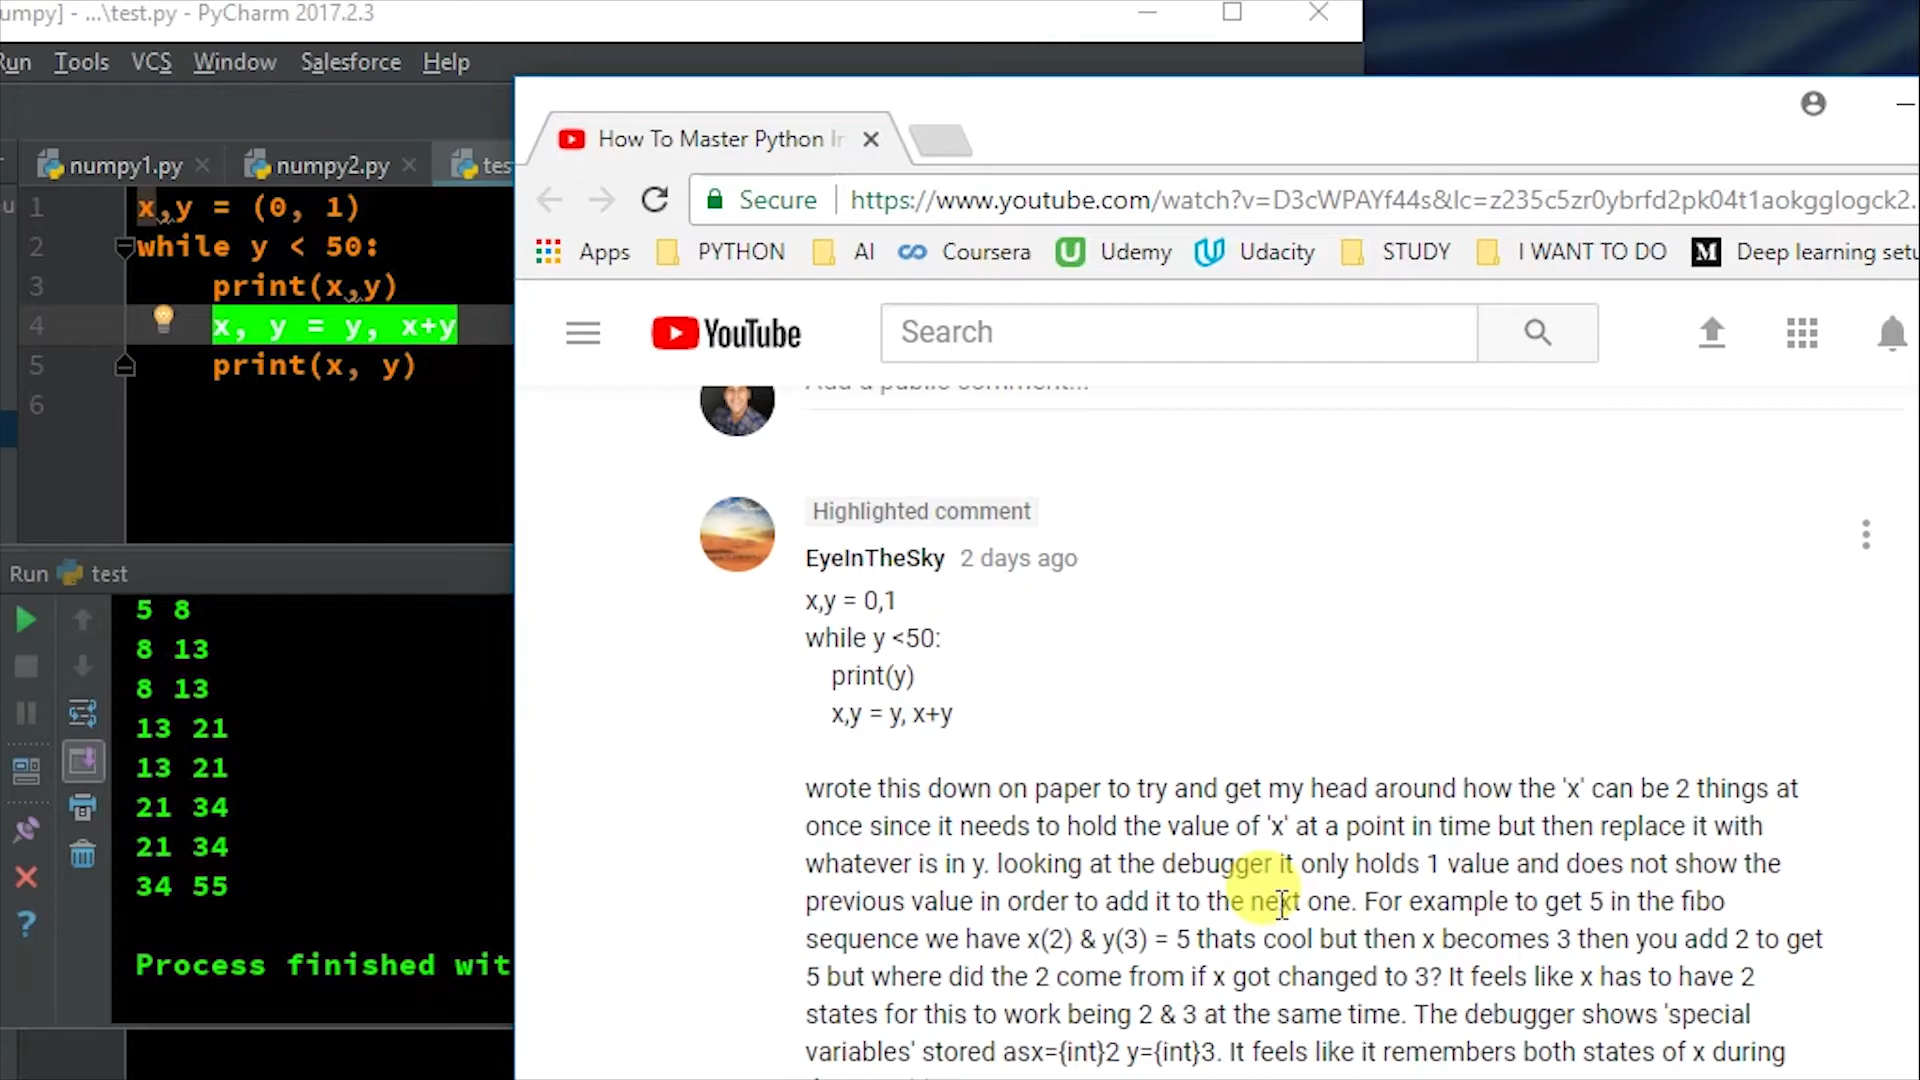 umpy] - ...\test.py - PyCharm 2017.2.3
Run Tools VCS Window Salesforce Help
numpy1.py numpy2.py tes
1 x,y = (0, 1)
2 while y < 50:
3 print(x,y)
4 x, y = y, x+y
5 print(x, y)
6
Run test
5 8
8 13
8 13
13 21
13 21
21 34
21 34
34 55
Process finished wit
How To Master Python In
Secure https://www.youtube.com/watch?v=D3cWPAYf44s&lc=z235c5zr0ybrfd2pk04t1aokgglogck2.
Apps PYTHON AI Coursera Udemy Udacity STUDY I WANT TO DO M Deep learning setu
YouTube Search
Add a public comment...
Highlighted comment
EyeInTheSky 2 days ago
x,y = 0,1
while y <50:
print(y)
x,y = y, x+y
wrote this down on paper to try and get my head around how the 'x' can be 2 things at
once since it needs to hold the value of 'x' at a point in time but then replace it with
whatever is in y. looking at the debugger it only holds 1 value and does not show the
previous value in order to add it to the next one. For example to get 5 in the fibo
sequence we have x(2) & y(3) = 5 thats cool but then x becomes 3 then you add 2 to get
5 but where did the 2 come from if x got changed to 3? It feels like x has to have 2
states for this to work being 2 & 3 at the same time. The debugger shows 'special
variables' stored asx={int}2 y={int}3. It feels like it remembers both states of x during